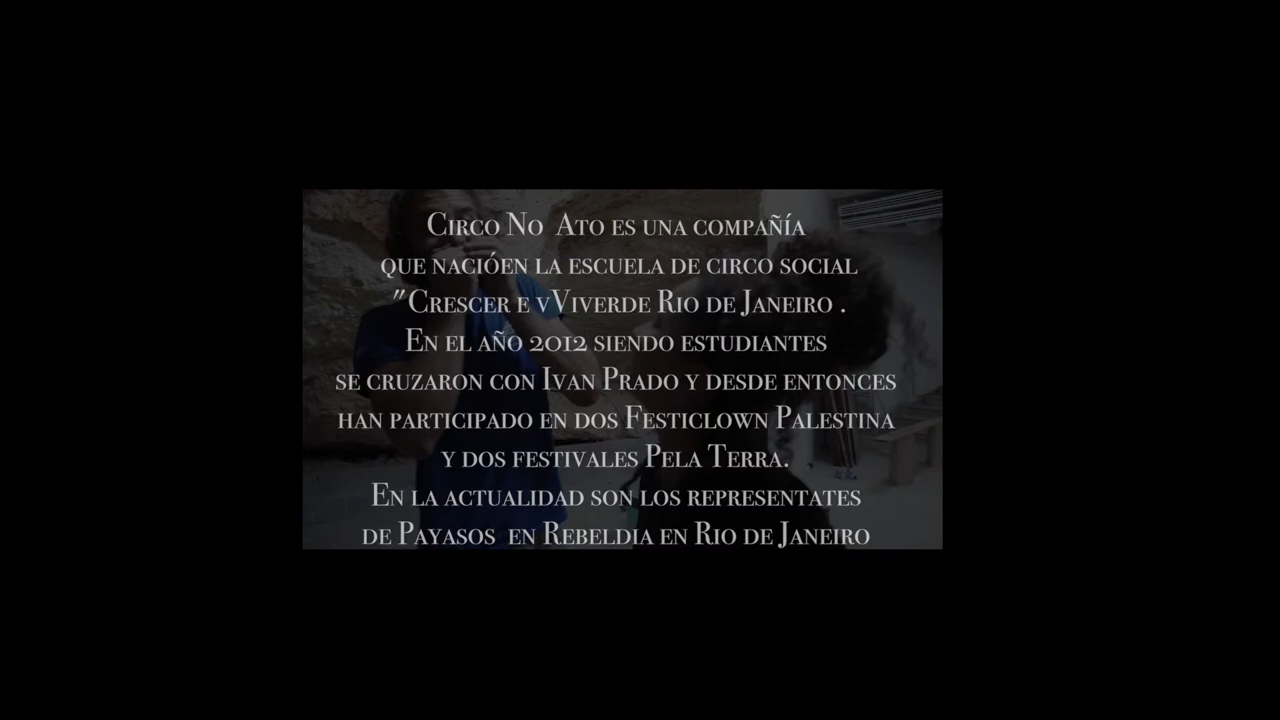 Circo No Ato es una compañía
que nacióen la escuela de circo social
"Crescer e vViverde Rio de Janeiro .
En el año 2012 siendo estudiantes
se cruzaron con Ivan Prado y desde entonces
han participado en dos Festiclown Palestina
y dos festivales Pela Terra.
En la actualidad son los representates
de Payasos en Rebeldia en Rio de Janeiro